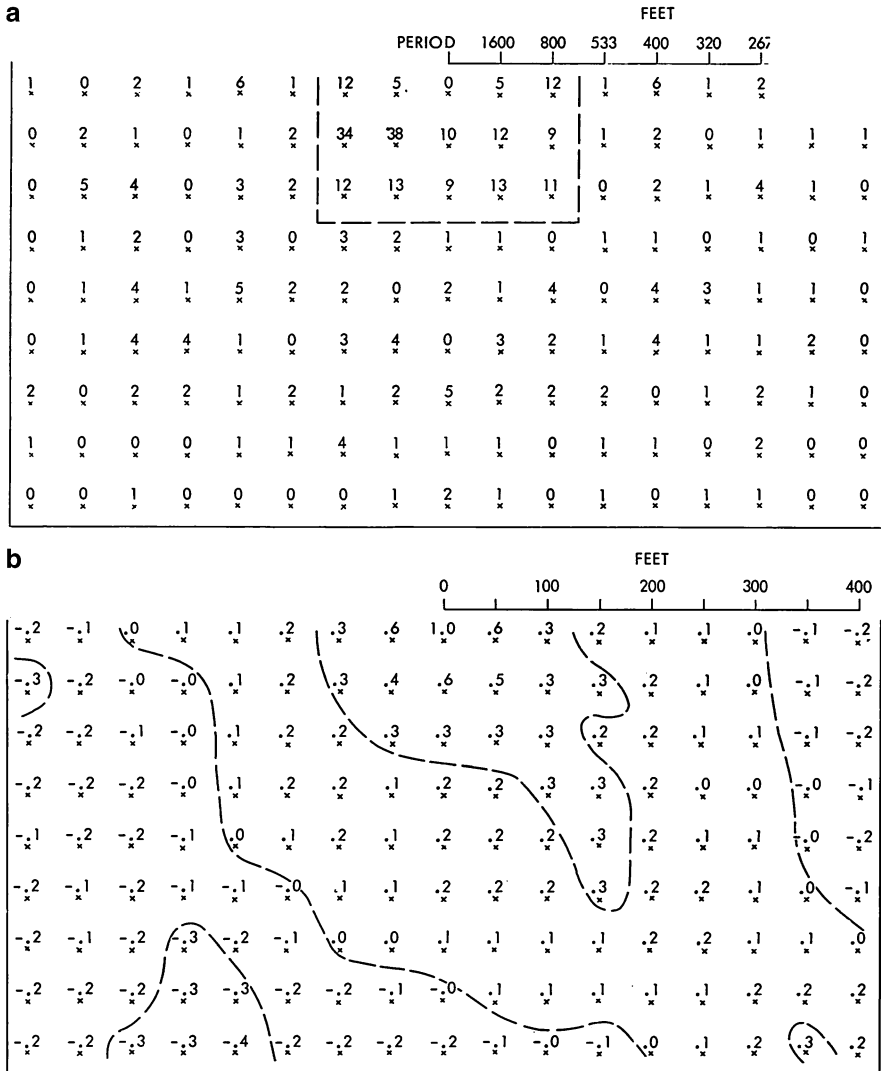 a
FEET
PERIOD 1600 800 533 400 320 267
1 0 2 1 6 1 12 5 0 5 12 1 6 1 2
0 2 1 0 1 2 34 38 10 12 9 1 2 0 1 1 1
0 5 4 0 3 2 12 13 9 13 11 0 2 1 4 1 0
0 1 2 0 3 0 3 2 1 1 0 1 1 0 1 0 1
0 1 4 1 5 2 2 0 2 1 4 0 4 3 1 1 0
0 1 4 4 1 0 3 4 0 3 2 1 4 1 1 2 0
2 0 2 2 1 2 1 2 5 2 2 2 0 1 2 1 0
1 0 0 0 1 1 4 1 1 1 0 1 1 0 2 0 0
0 0 1 0 0 0 0 1 2 1 0 1 0 1 1 0 0
b
FEET
0 100 200 300 400
-.2 -.1 .0 .1 .1 .2 .3 .6 1.0 .6 .3 .2 .1 .1 .0 -.1 -.2
-.3 -.2 -.0 -.0 .1 .2 .3 .4 .6 .5 .3 .3 .2 .1 .0 -.1 -.2
-.2 -.2 -.1 -.0 .1 .2 .2 .3 .3 .3 .3 .2 .2 .1 .1 -.1 -.2
-.2 -.2 -.2 -.0 .1 .2 .2 .1 .2 .2 .3 .3 .2 .0 .0 -.0 -.1
-.1 -.2 -.2 -.1 .0 .1 .2 .1 .2 .2 .2 .3 .2 .1 .1 -.0 -.2
-.2 -.1 -.2 -.1 -.1 -.0 .1 .1 .2 .2 .2 .3 .2 .2 .1 .0 -.1
-.2 -.1 -.2 -.3 -.2 -.1 .0 .0 .1 .1 .1 .1 .2 .2 .1 .1 .0
-.2 -.2 -.2 -.3 -.3 -.2 -.2 -.1 -.0 .1 .1 .1 .1 .1 .2 .2 .2
-.2 -.2 -.3 -.3 -.4 -.2 -.2 -.2 -.2 -.1 -.0 -.1 .0 .1 .2 .3 .2